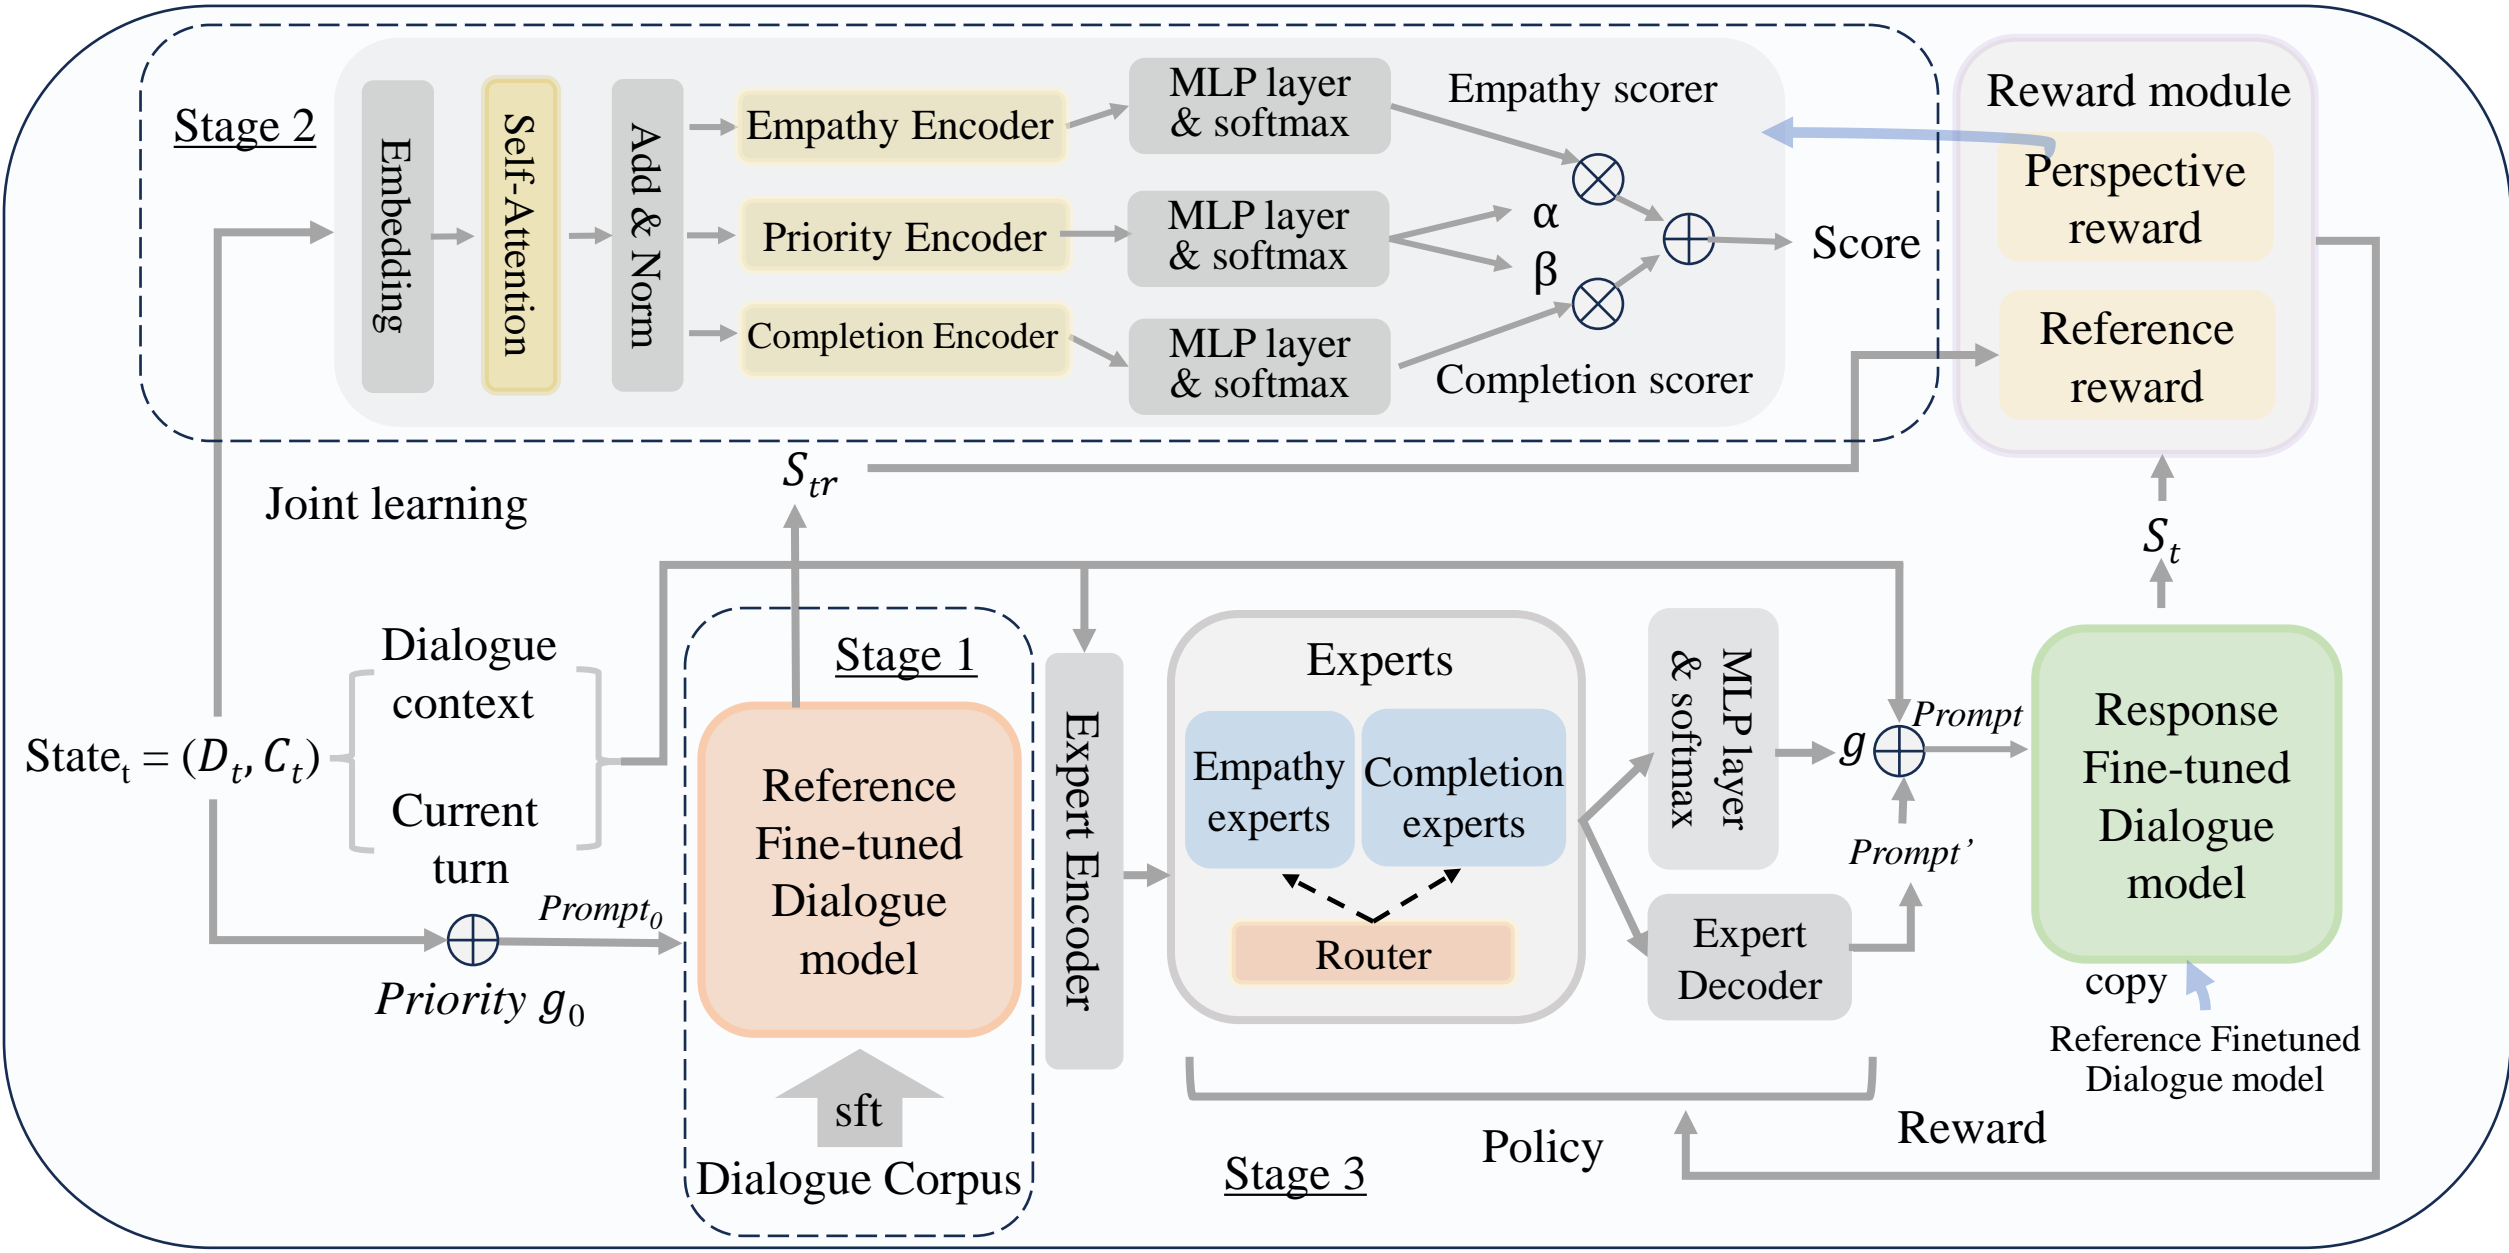 Stage 2
Embedding
Self-Attention
Add & Norm
Empathy Encoder
Priority Encoder
Completion Encoder
MLP layer
& softmax
MLP layer
& softmax
MLP layer
& softmax
Empathy scorer
α
β
Completion scorer
Score
Reward module
Perspective
reward
Reference
reward
Joint learning
S_tr
S_t
State_t = (D_t, C_t)
Dialogue
context
Current
turn
Prompt_0
Priority g_0
Stage 1
Reference
Fine-tuned
Dialogue
model
sft
Dialogue Corpus
Expert Encoder
Experts
Empathy
experts
Completion
experts
Router
MLP layer
& softmax
Expert
Decoder
g
Prompt
Prompt’
Response
Fine-tuned
Dialogue
model
copy
Reference Finetuned
Dialogue model
Policy
Reward
Stage 3